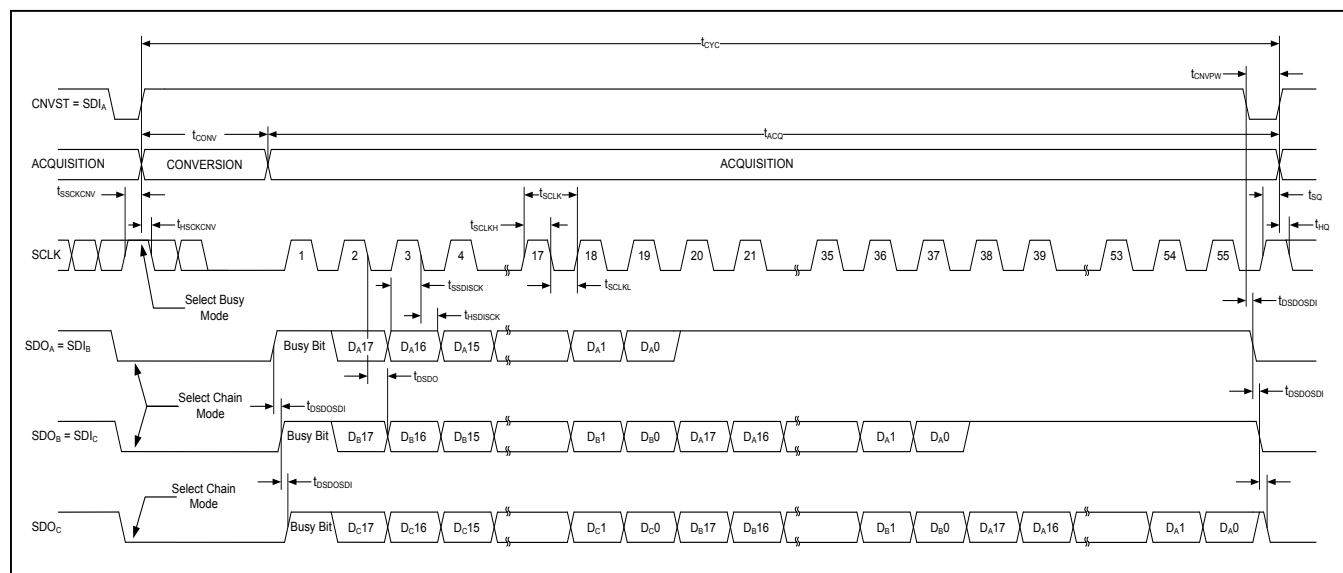 tCYC
tCNVPW
CNVST = SDIA
tCONV
tACQ
ACQUISITION CONVERSION ACQUISITION
tSSCKCNV
tSCLK
tSQ
tHSCKCNV
tSCLKH
tHQ
SCLK 1 2 3 4 17 18 19 20 21 35 36 37 38 39 53 54 55
tSSDISCK
tSCLKL
Select Busy
Mode
tDSDOSDI
tHSDISCK
SDOA = SDIB Busy Bit DA17 DA16 DA15 DA1 DA0
tDSDO
Select Chain
Mode
tDSDOSDI
tDSDOSDI
SDOB = SDIC Busy Bit DB17 DB16 DB15 DB1 DB0 DA17 DA16 DA1 DA0
Select Chain
Mode
tDSDOSDI
tDSDOSDI
SDOC Busy Bit DC17 DC16 DC15 DC1 DC0 DB17 DB16 DB1 DB0 DA17 DA16 DA1 DA0